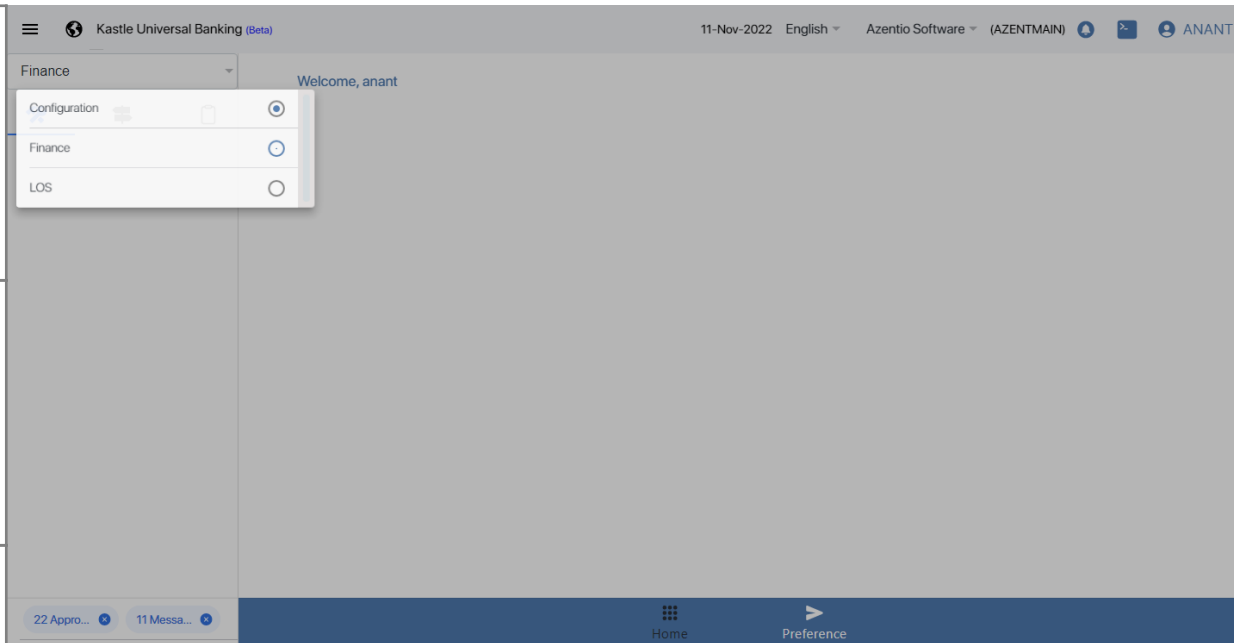 Kastle Universal Banking (Beta)
11-Nov-2022 English Azentio Software (AZENTMAIN) ANANT
Finance
Welcome, anant
Configuration
Finance
LOS
22 Appro... 11 Messa...
Home Preference